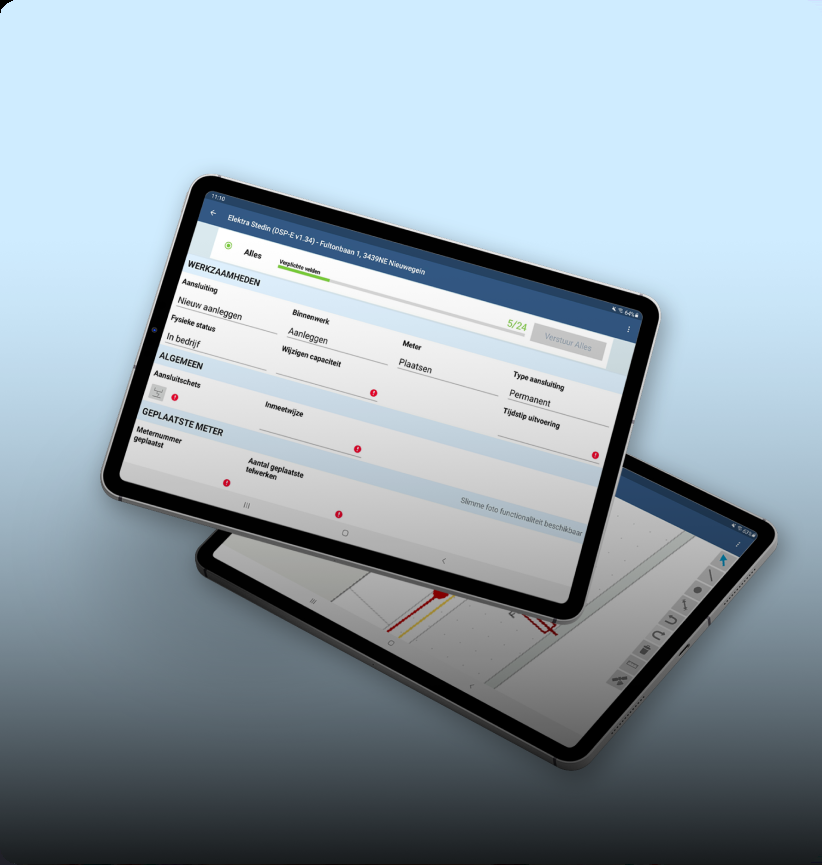 11:10
64%
Elektra Stedin (DSP-E v1.34) - Fultonbaan 1, 3439NE Nieuwegein
Alles
Verplichte velden
5/24
Verstuur Alles
WERKZAAMHEDEN
Aansluiting
Nieuw aanleggen
Binnenwerk
Aanleggen
Meter
Plaatsen
Type aansluiting
Permanent
Fysieke status
In bedrijf
Wijzigen capaciteit
Tijdstip uitvoering
ALGEMEEN
Aansluitschets
Inmeetwijze
GEPLAATSTE METER
Meternummer
geplaatst
Aantal geplaatste
telwerken
Slimme foto functionaliteit beschikbaar
63%